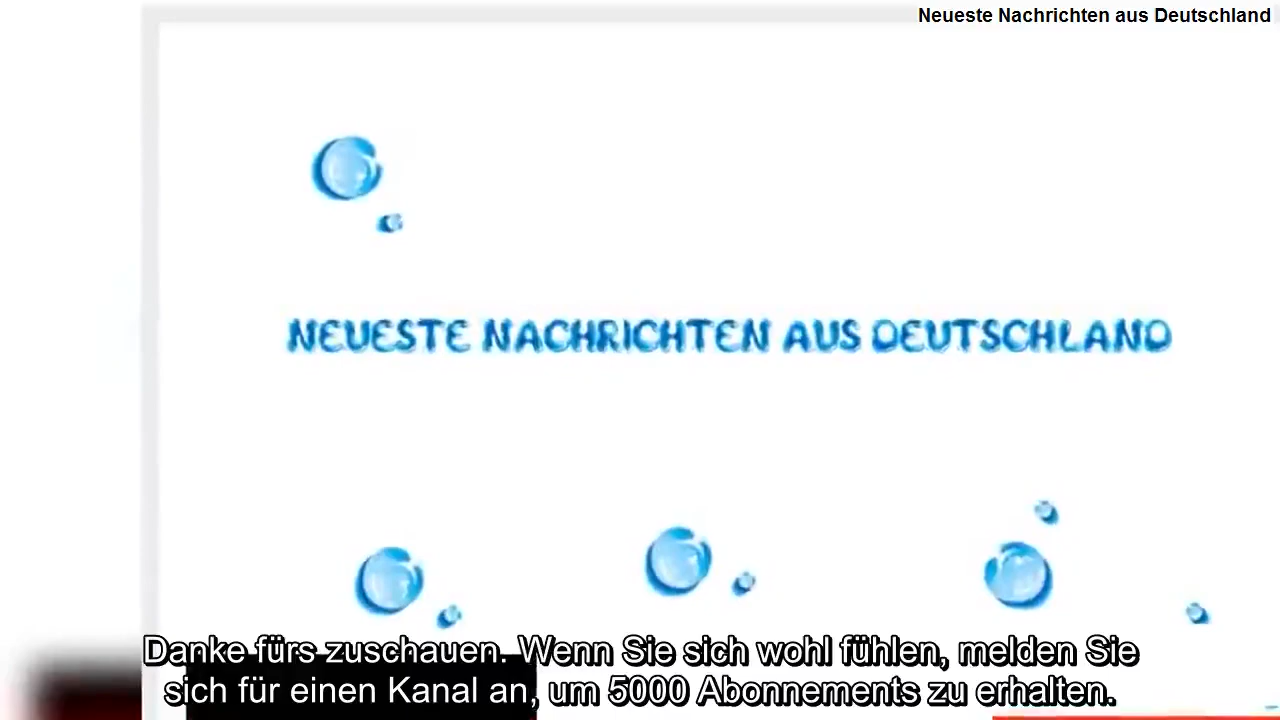 Neueste Nachrichten aus Deutschland
NEUESTE NACHRICHTEN AUS DEUTSCHLAND
Danke fürs zuschauen. Wenn Sie sich wohl fühlen, melden Sie
sich für einen Kanal an, um 5000 Abonnements zu erhalten.